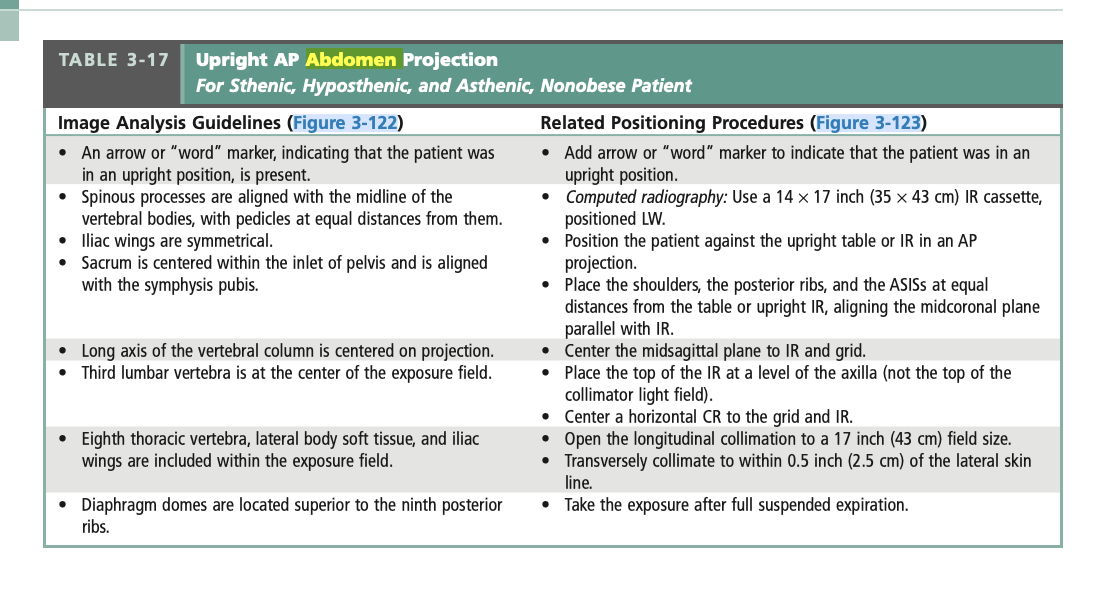 TABLE 3-17
Upright AP Abdomen Projection
For Sthenic, Hyposthenic, and Asthenic, Nonobese Patient
Image Analysis Guidelines (Figure 3-122)
• An arrow or “word” marker, indicating that the patient was
in an upright position, is present.
• Spinous processes are aligned with the midline of the
vertebral bodies, with pedicles at equal distances from them.
• Iliac wings are symmetrical.
• Sacrum is centered within the inlet of pelvis and is aligned
with the symphysis pubis.
• Long axis of the vertebral column is centered on projection.
• Third lumbar vertebra is at the center of the exposure field.
• Eighth thoracic vertebra, lateral body soft tissue, and iliac
wings are included within the exposure field.
• Diaphragm domes are located superior to the ninth posterior
ribs.
Related Positioning Procedures (Figure 3-123)
• Add arrow or “word” marker to indicate that the patient was in an
upright position.
• Computed radiography: Use a 14 × 17 inch (35 × 43 cm) IR cassette,
positioned LW.
• Position the patient against the upright table or IR in an AP
projection.
• Place the shoulders, the posterior ribs, and the ASISs at equal
distances from the table or upright IR, aligning the midcoronal plane
parallel with IR.
• Center the midsagittal plane to IR and grid.
• Place the top of the IR at a level of the axilla (not the top of the
collimator light field).
• Center a horizontal CR to the grid and IR.
• Open the longitudinal collimation to a 17 inch (43 cm) field size.
• Transversely collimate to within 0.5 inch (2.5 cm) of the lateral skin
line.
• Take the exposure after full suspended expiration.